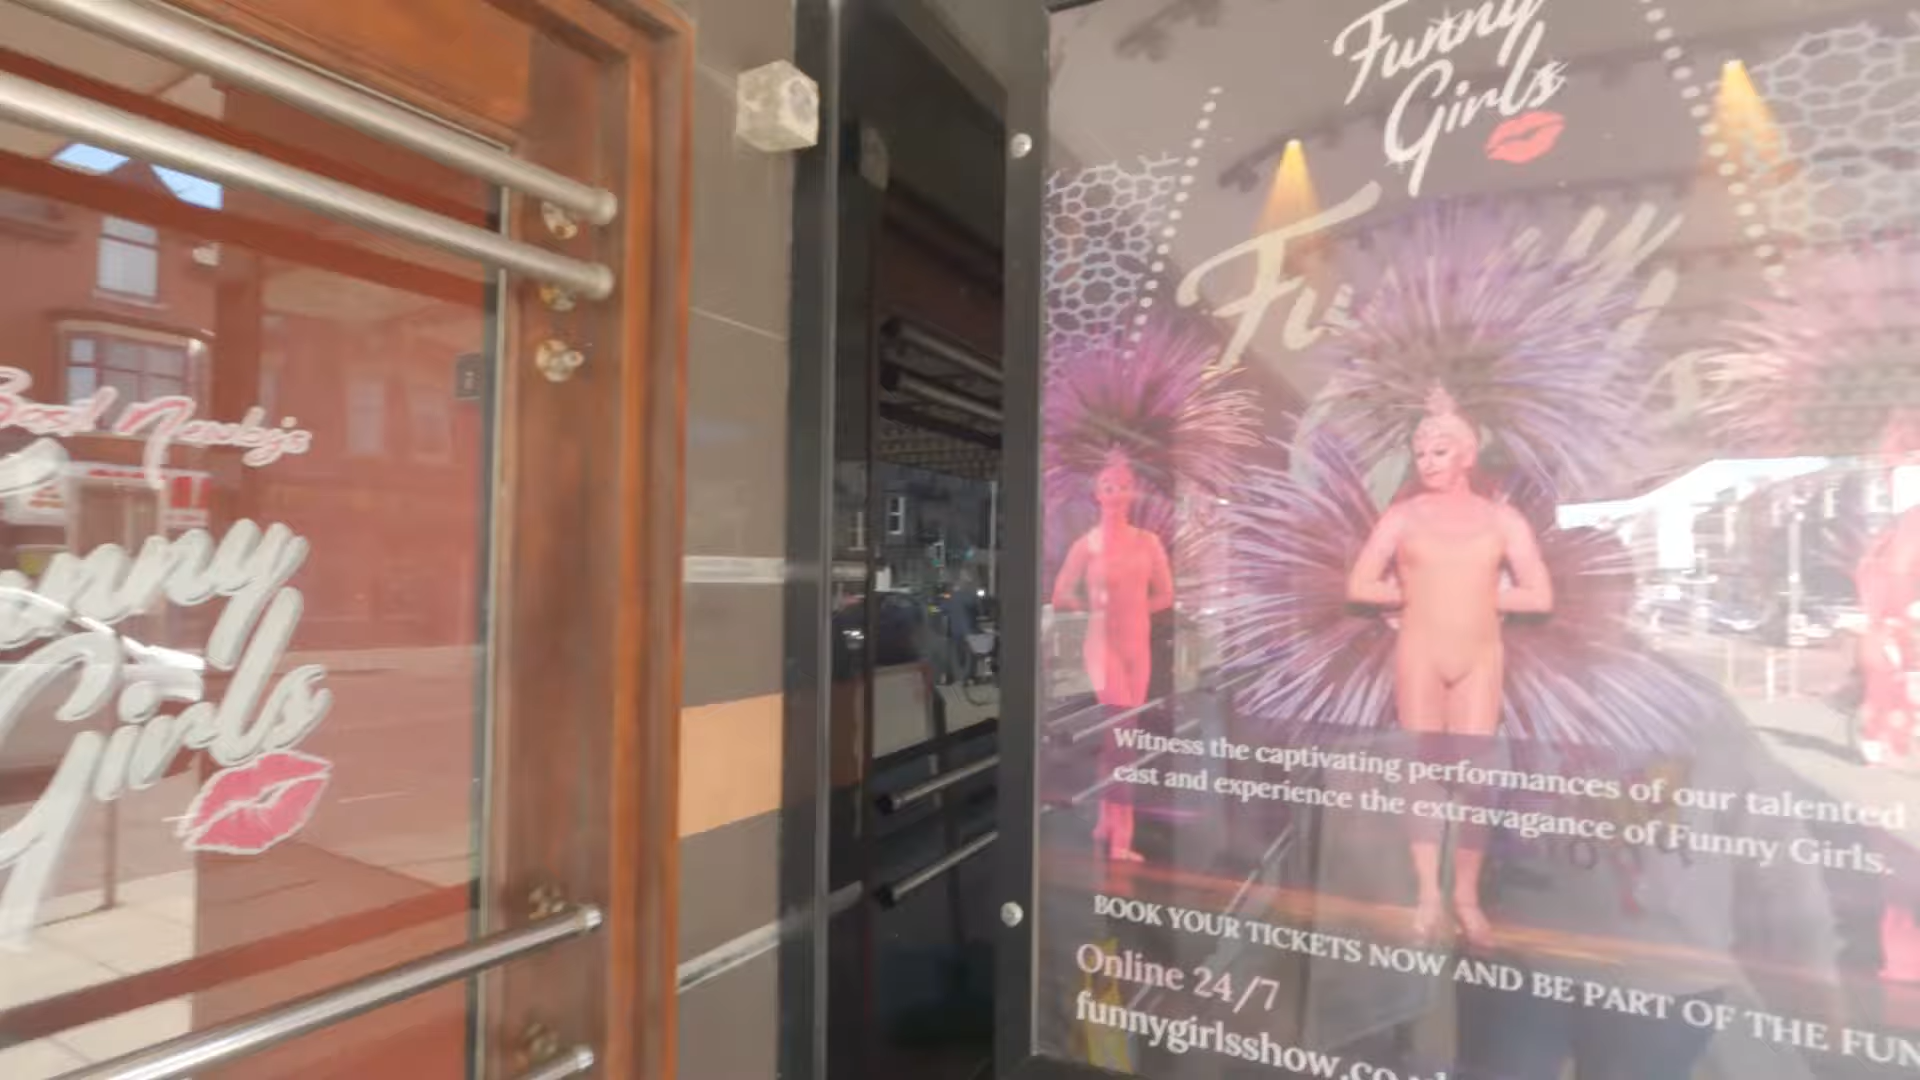 Funny
Girls
Girls
Funny
Girls
Witness the captivating performances of our talented
cast and experience the extravagance of Funny Girls.
BOOK YOUR TICKETS NOW AND BE PART OF THE FUN
Online 24/7
funnygirlsshow.co